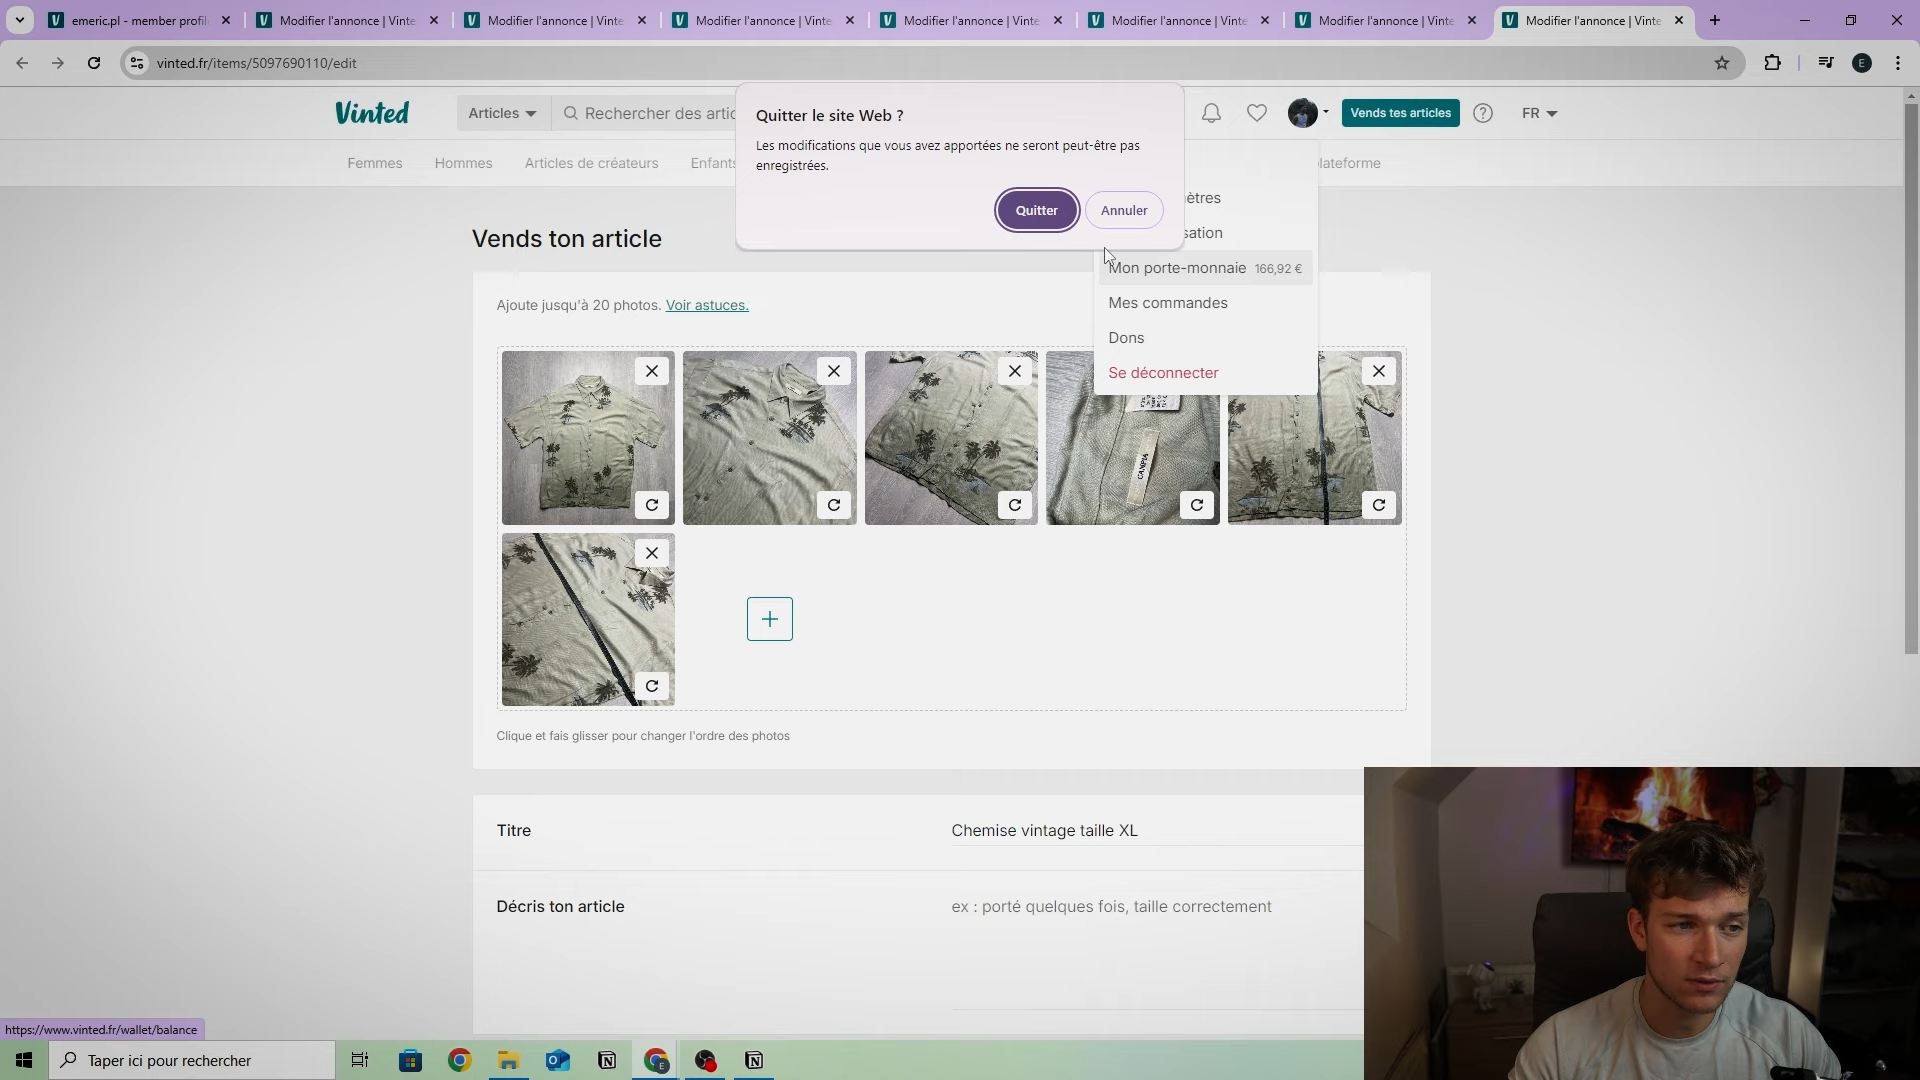 emeric.pl - member profil
Modifier l'annonce | Vinte
Modifier l'annonce | Vinte
Modifier l'annonce | Vinte
Modifier l'annonce | Vinte
Modifier l'annonce | Vinte
Modifier l'annonce | Vinte
Modifier l'annonce | Vinte
vinted.fr/items/5097690110/edit
E
Vinted
Articles
Rechercher des artic
Vends tes articles
FR
Quitter le site Web ?
Les modifications que vous avez apportées ne seront peut-être pas
enregistrées.
Quitter
Annuler
Femmes
Hommes
Articles de créateurs
Enfants
lateforme
ètres
sation
Mon porte-monnaie 166,92 €
Mes commandes
Dons
Se déconnecter
Vends ton article
Ajoute jusqu'à 20 photos. Voir astuces.
CAMPIA
Clique et fais glisser pour changer l'ordre des photos
Titre
Chemise vintage taille XL
Décris ton article
ex : porté quelques fois, taille correctement
https://www.vinted.fr/wallet/balance
Taper ici pour rechercher